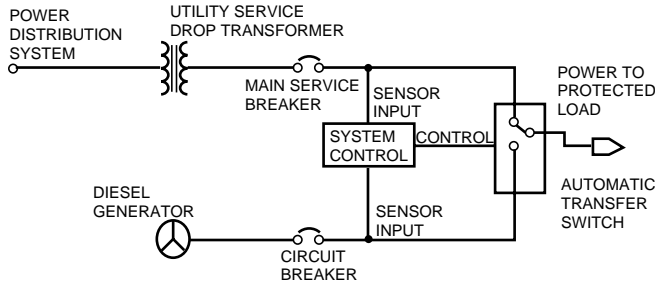 POWER
DISTRIBUTION
SYSTEM
UTILITY SERVICE
DROP TRANSFORMER
MAIN SERVICE
BREAKER
SENSOR
INPUT
POWER TO
PROTECTED
LOAD
SYSTEM
CONTROL
CONTROL
AUTOMATIC
TRANSFER
SWITCH
DIESEL
GENERATOR
SENSOR
INPUT
CIRCUIT
BREAKER